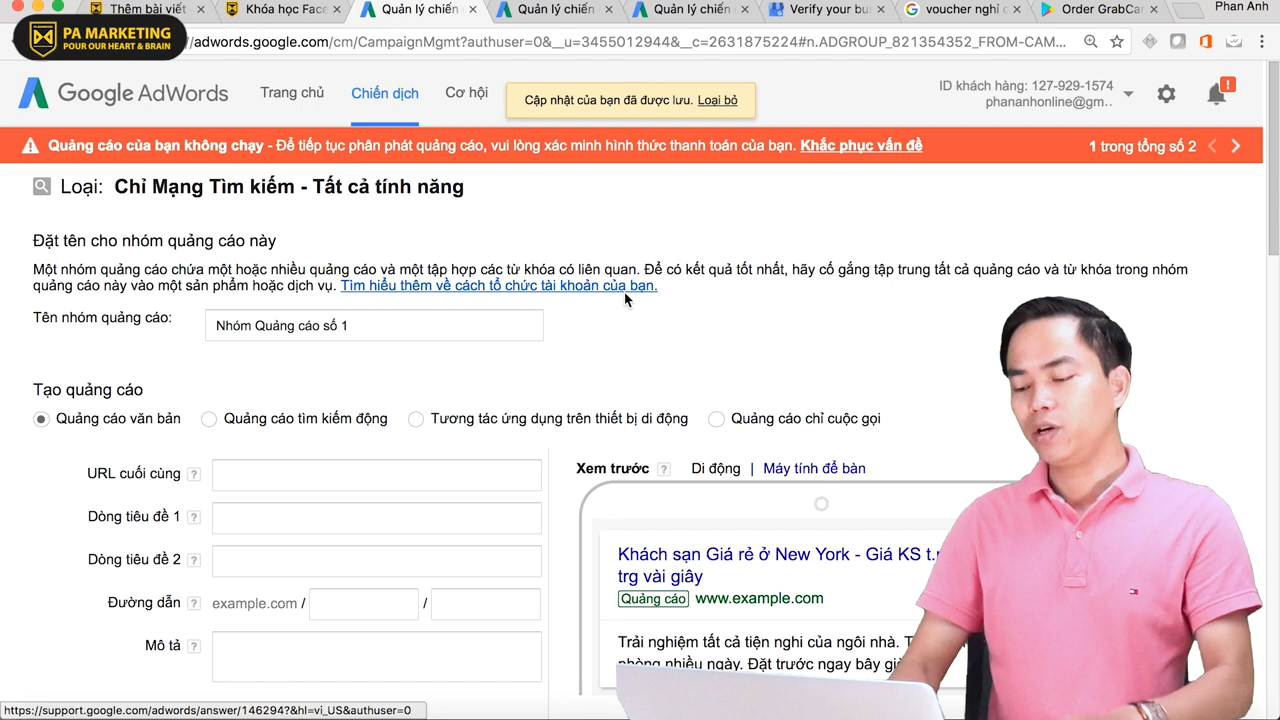 Thêm bài viết
Khóa học Face
Quản lý chiến
Quản lý chiến
Quản lý chiến
Verify your bus
voucher nghỉ d
Order GrabCar
Phan Anh
PA MARKETING
POUR OUR HEART & BRAIN
/adwords.google.com/cm/CampaignMgmt?authuser=0&__u=3455012944&__c=2631875224#n.ADGROUP_821354352_FROM-CAM...
Google AdWords
Trang chủ
Chiến dịch
Cơ hội
Cập nhật của bạn đã được lưu. Loại bỏ
ID khách hàng: 127-929-1574
phananhonline@gm..
!
Quảng cáo của bạn không chạy - Để tiếp tục phân phát quảng cáo, vui lòng xác minh hình thức thanh toán của bạn. Khắc phục vấn đề
1 trong tổng số 2
Loại: Chỉ Mạng Tìm kiếm - Tất cả tính năng
Đặt tên cho nhóm quảng cáo này
Một nhóm quảng cáo chứa một hoặc nhiều quảng cáo và một tập hợp các từ khóa có liên quan. Để có kết quả tốt nhất, hãy cố gắng tập trung tất cả quảng cáo và từ khóa trong nhóm
quảng cáo này vào một sản phẩm hoặc dịch vụ. Tìm hiểu thêm về cách tổ chức tài khoản của bạn.
Tên nhóm quảng cáo:
Nhóm Quảng cáo số 1
Tạo quảng cáo
Quảng cáo văn bản
Quảng cáo tìm kiếm động
Tương tác ứng dụng trên thiết bị di động
Quảng cáo chỉ cuộc gọi
URL cuối cùng ?
Dòng tiêu đề 1 ?
Dòng tiêu đề 2 ?
Đường dẫn ? example.com / /
Mô tả ?
Xem trước ? Di động | Máy tính để bàn
Khách sạn Giá rẻ ở New York - Giá KS t.
trg vài giây
Quảng cáo www.example.com
Trải nghiệm tất cả tiện nghi của ngôi nhà. T
phòng nhiều ngày. Đặt trước ngay bây gi
https://support.google.com/adwords/answer/146294?&hl=vi_US&authuser=0